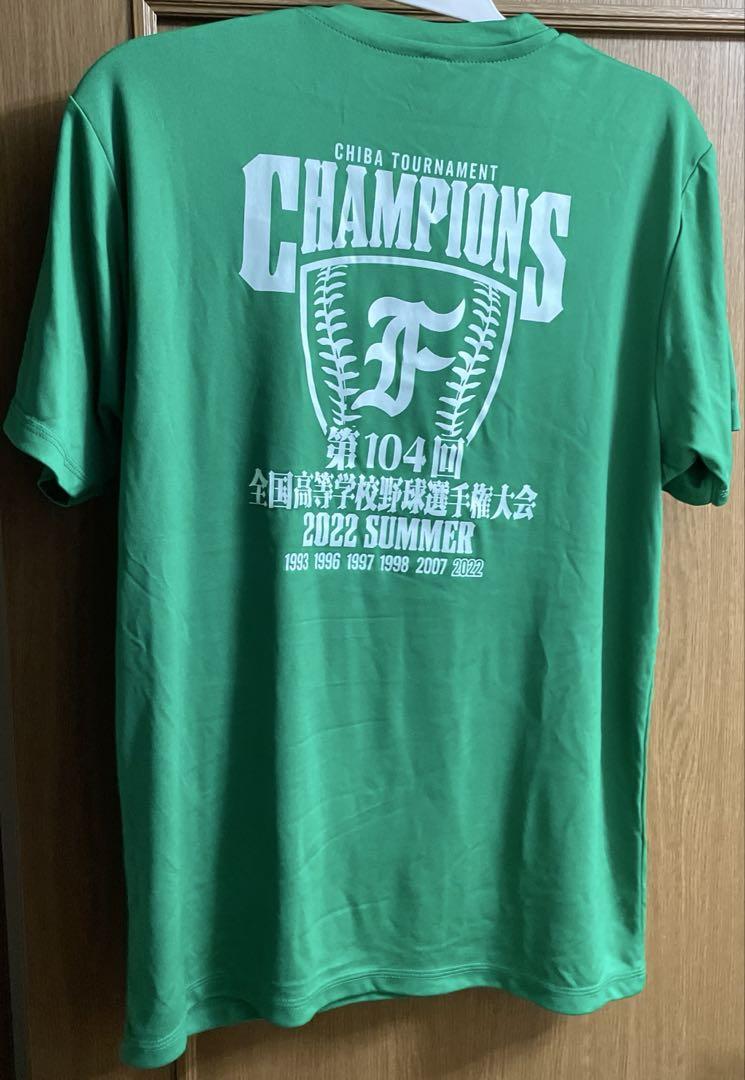 CHIBA TOURNAMENT
CHAMPIONS
F
第104回
全国高等学校野球選手権大会
2022 SUMMER
1993 1996 1997 1998 2007 2022